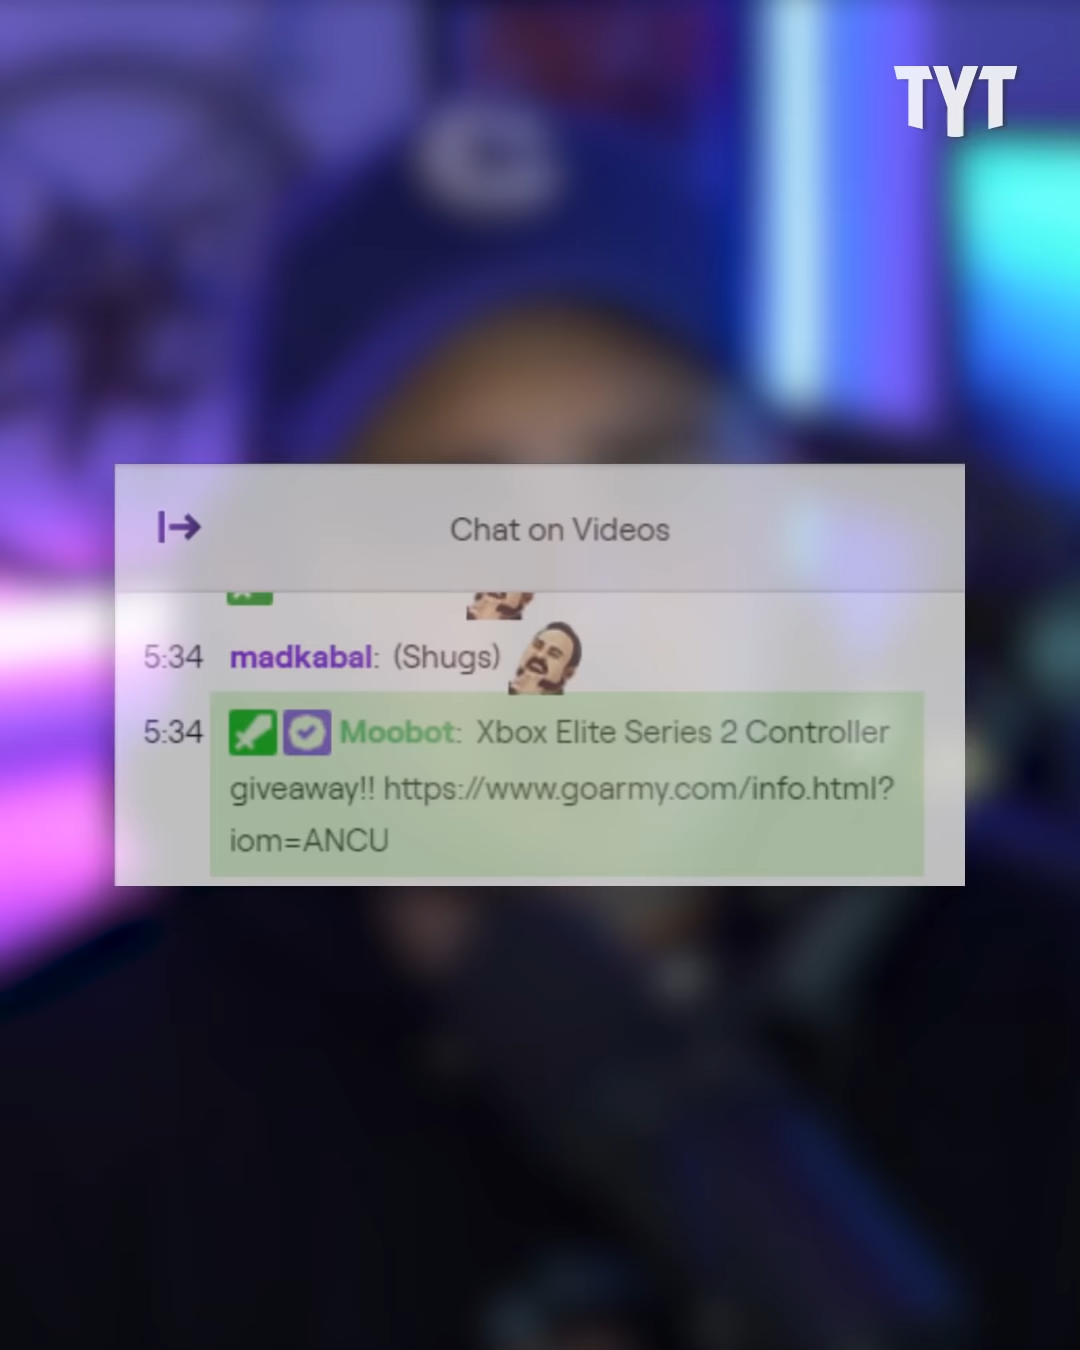 TYT
Chat on Videos
5:34 madkabal: (Shugs)
5:34 Moobot: Xbox Elite Series 2 Controller
giveaway!! https://www.goarmy.com/info.html?
iom=ANCU